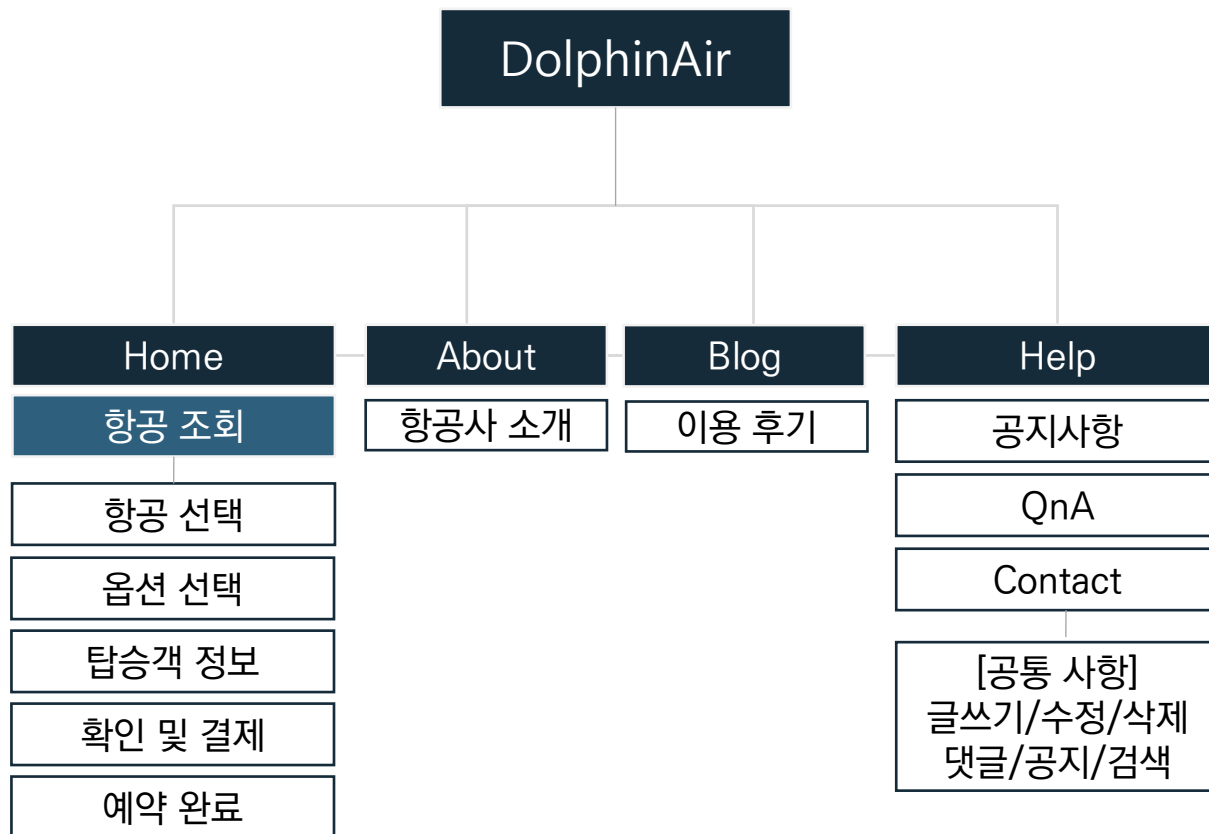 DolphinAir
Home
About
Blog
Help
항공 조회
항공사 소개
이용 후기
공지사항
항공 선택
QnA
옵션 선택
Contact
탑승객 정보
[공통 사항]
글쓰기/수정/삭제
댓글/공지/검색
확인 및 결제
예약 완료